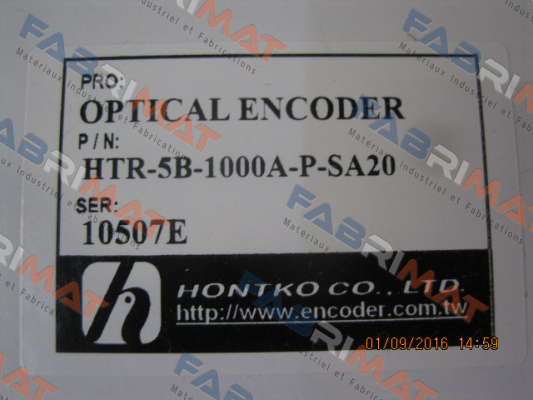 PRO:
OPTICAL ENCODER
P/N:
HTR-5B-1000A-P-SA20
SER:
10507E
HONTKO CO., LTD.
http://www.encoder.com.tw
01/09/2016 14:59
FABRIMAT
Materiaux Industriel et Fabrications